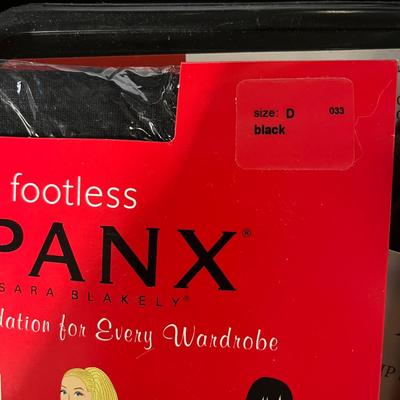 size: D 033
black
footless
PANX®
SARA BLAKELY®
dation for Every Wardrobe